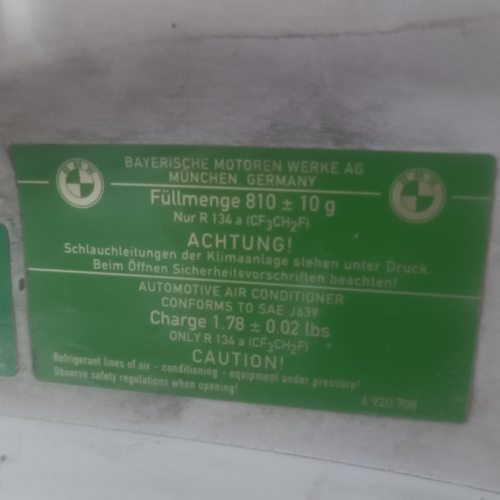 BMW
BAYERISCHE MOTOREN WERKE AG
MÜNCHEN, GERMANY
BMW
Füllmenge 810 ± 10 g
Nur R 134 a (CF3CH2F)
ACHTUNG!
Schlauchleitungen der Klimaanlage stehen unter Druck
Beim Öffnen Sicherheitsvorschriften beachten!
AUTOMOTIVE AIR CONDITIONER
CONFORMS TO SAE J639
Charge 1.78 ± 0.02 lbs
ONLY R 134 a (CF3CH2F)
CAUTION!
Refrigerant lines of air - conditioning - equipment under pressure!
Observe safety regulations when opening!
6 920 708